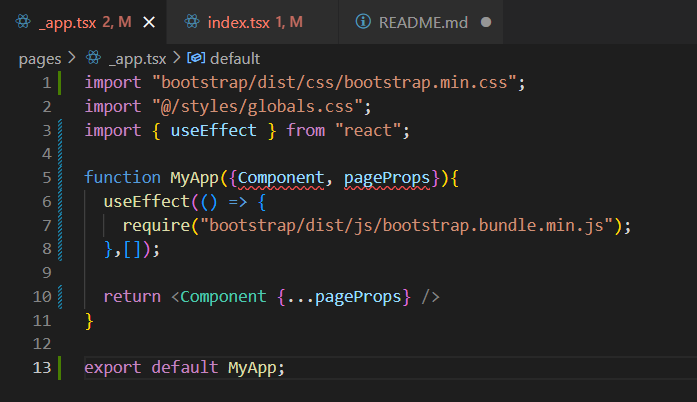 _app.tsx 2, M index.tsx 1, M README.md
pages > _app.tsx > default
1 import "bootstrap/dist/css/bootstrap.min.css";
2 import "@/styles/globals.css";
3 import { useEffect } from "react";
4
5 function MyApp({Component, pageProps}){
6 useEffect(() => {
7 require("bootstrap/dist/js/bootstrap.bundle.min.js");
8 },[]);
9
10 return <Component {...pageProps} />
11 }
12
13 export default MyApp;